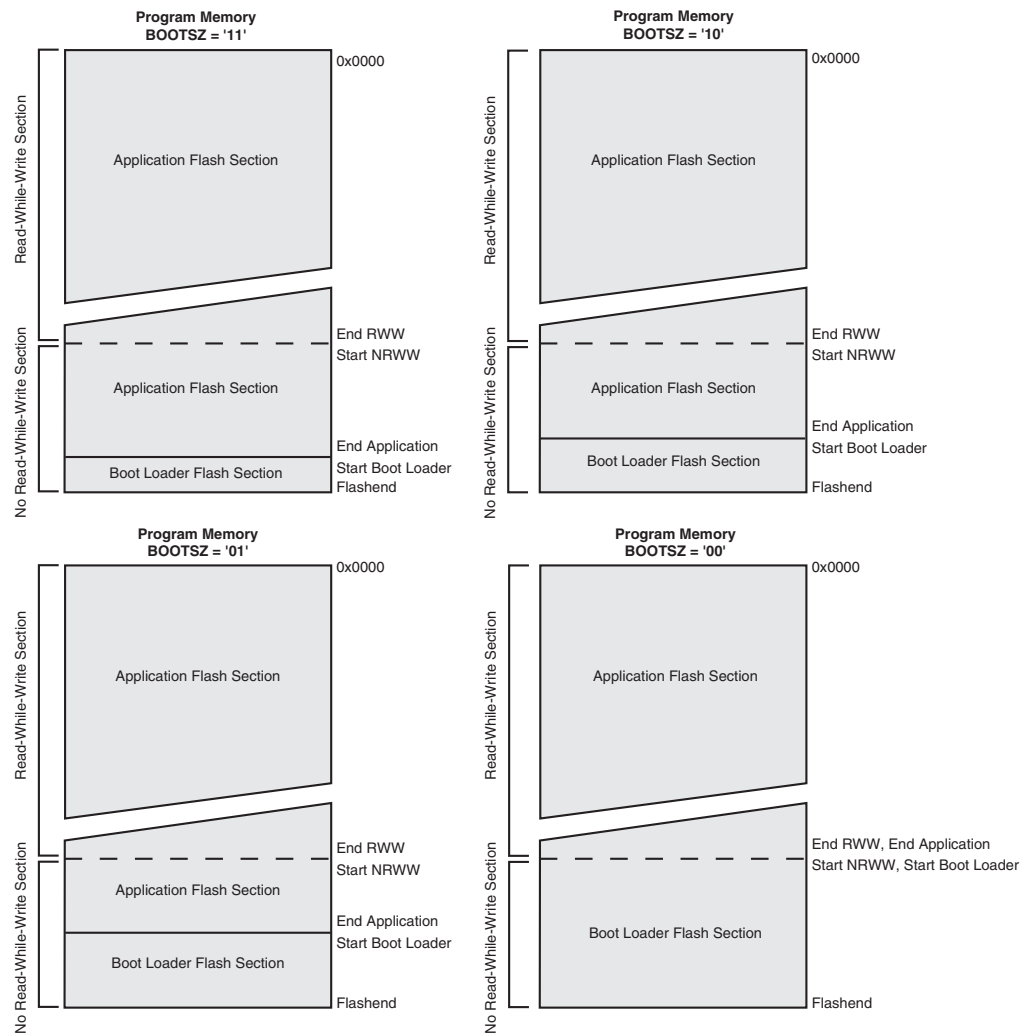 Program Memory
BOOTSZ = '11'
0x0000
Read-While-Write Section
Application Flash Section
End RWW
Start NRWW
No Read-While-Write Section
Application Flash Section
End Application
Start Boot Loader
Boot Loader Flash Section
Flashend
Program Memory
BOOTSZ = '10'
0x0000
Read-While-Write Section
Application Flash Section
End RWW
Start NRWW
No Read-While-Write Section
Application Flash Section
End Application
Start Boot Loader
Boot Loader Flash Section
Flashend
Program Memory
BOOTSZ = '01'
0x0000
Read-While-Write Section
Application Flash Section
End RWW
Start NRWW
No Read-While-Write Section
Application Flash Section
End Application
Start Boot Loader
Boot Loader Flash Section
Flashend
Program Memory
BOOTSZ = '00'
0x0000
Read-While-Write Section
Application Flash Section
End RWW, End Application
Start NRWW, Start Boot Loader
No Read-While-Write Section
Boot Loader Flash Section
Flashend